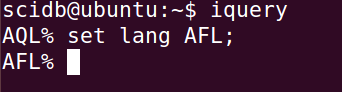 scidb@ubuntu:~$ iquery
AQL% set lang AFL;
AFL%